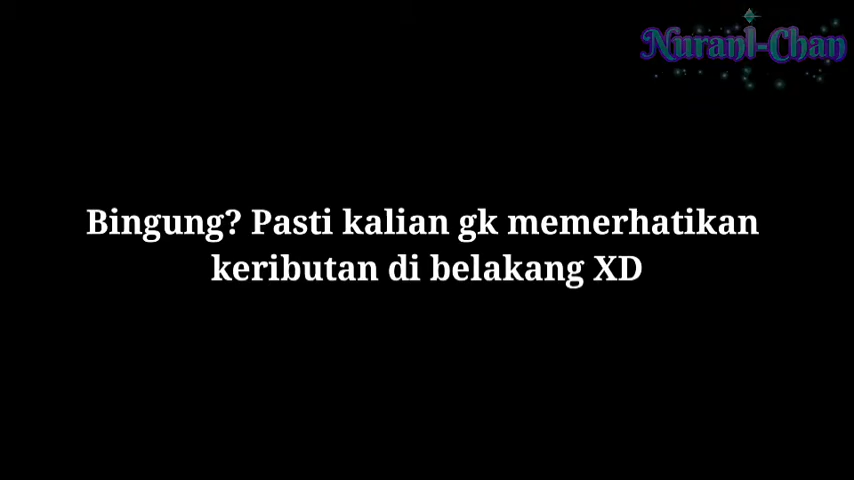 Nurani-Chan
Bingung? Pasti kalian gk memerhatikan
keributan di belakang XD